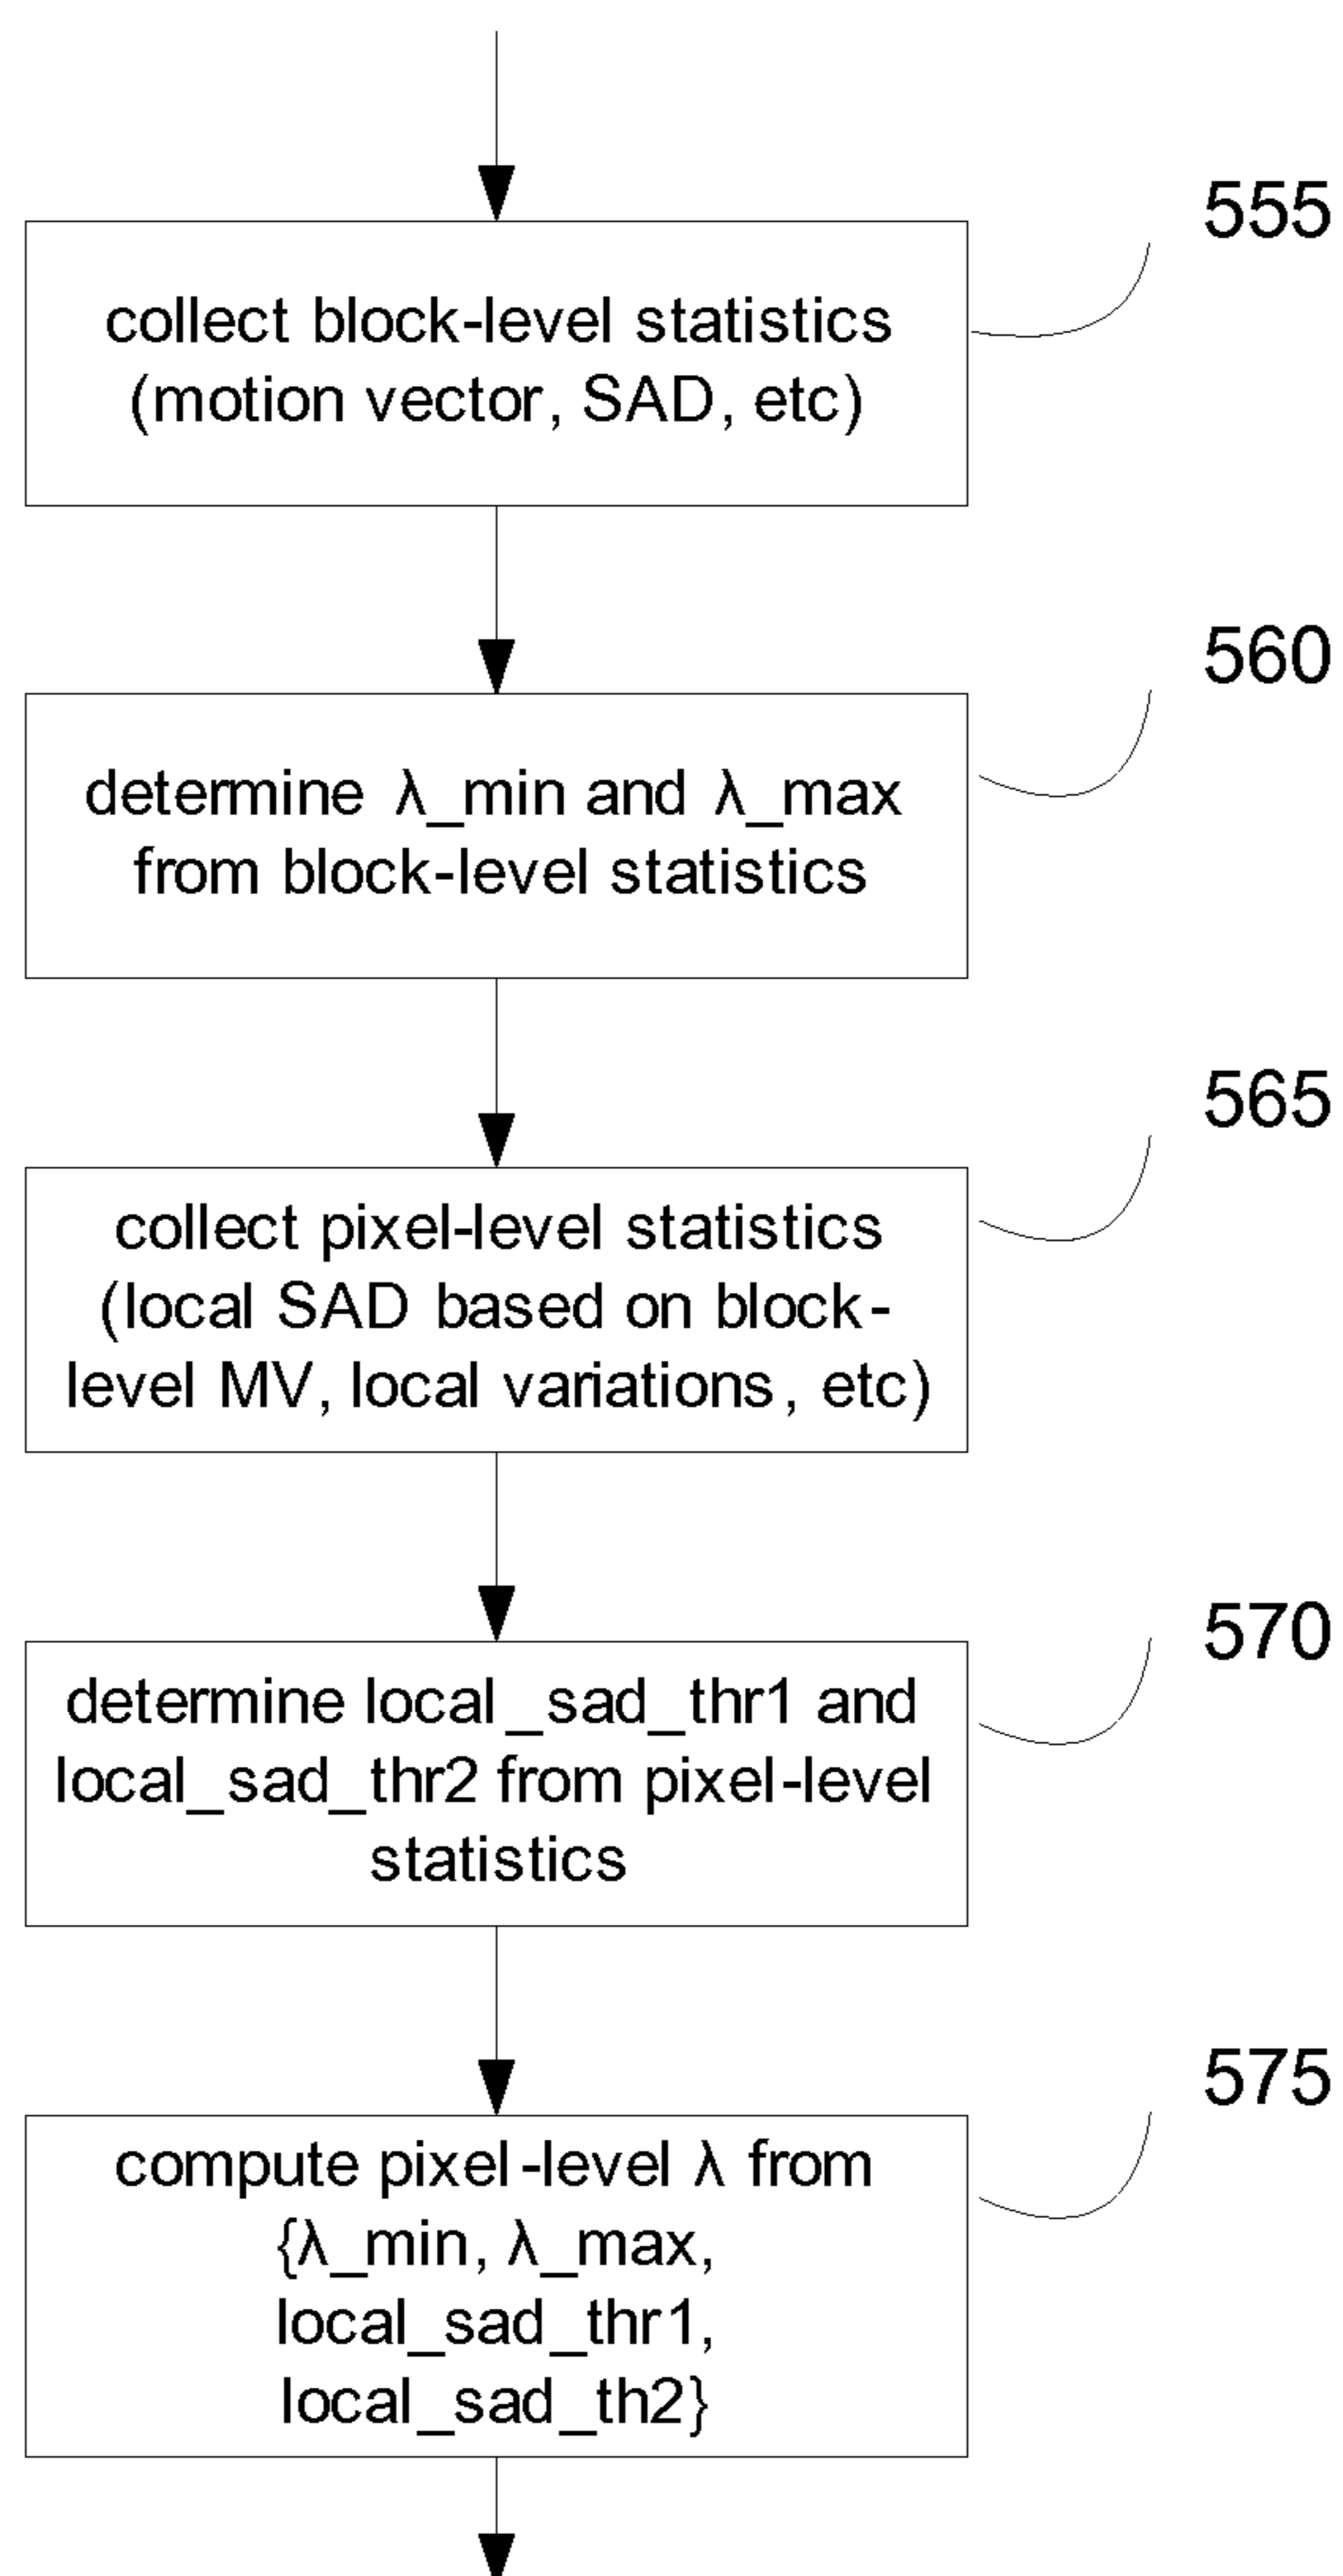 555
collect block-level statistics
(motion vector, SAD, etc)
560
determine λ_min and λ_max
from block-level statistics
565
collect pixel-level statistics
(local SAD based on block-
level MV, local variations, etc)
570
determine local_sad_thr1 and
local_sad_thr2 from pixel-level
statistics
575
compute pixel-level λ from
{λ_min, λ_max,
local_sad_thr1,
local_sad_th2}